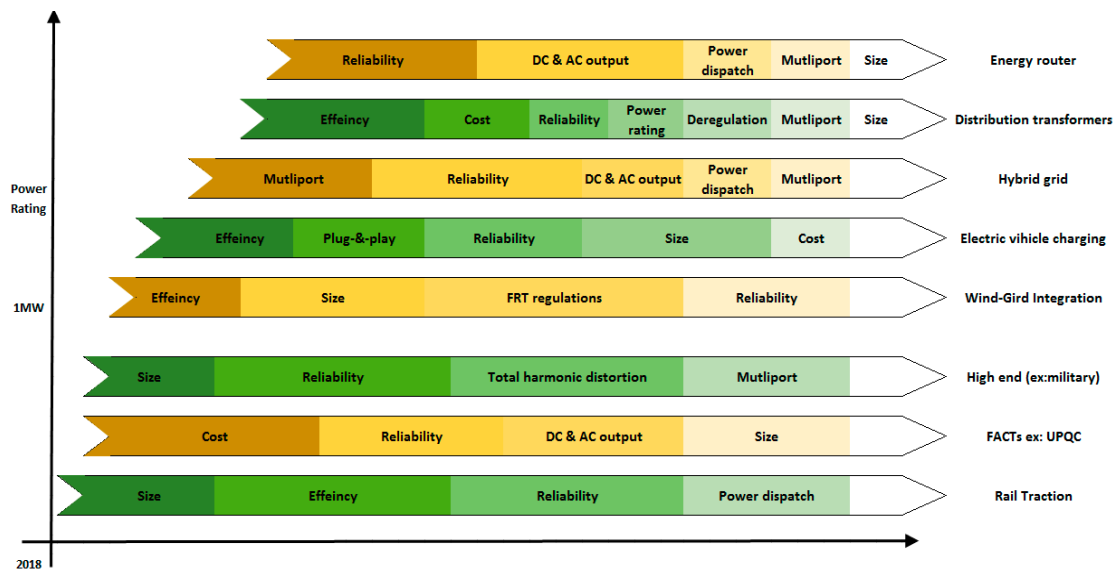 Reliability DC & AC output Power dispatch Mutliport Size Energy router
Effeincy Cost Reliability Power rating Deregulation Mutliport Size Distribution transformers
Power Rating
Mutliport Reliability DC & AC output Power dispatch Mutliport Hybrid grid
Effeincy Plug-&-play Reliability Size Cost Electric vihicle charging
1MW
Effeincy Size FRT regulations Reliability Wind-Gird Integration
Size Reliability Total harmonic distortion Mutliport High end (ex:military)
Cost Reliability DC & AC output Size FACTs ex: UPQC
Size Effeincy Reliability Power dispatch Rail Traction
2018